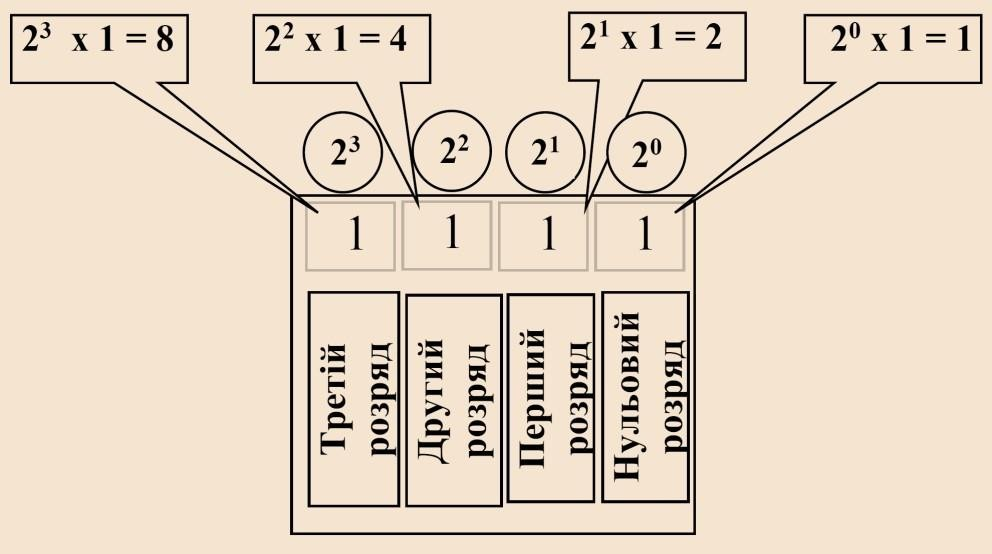 2³ x 1 = 8
2² x 1 = 4
2¹ x 1 = 2
2⁰ x 1 = 1
2³
2²
2¹
2⁰
1
1
1
1
Третій
розряд
Другий
розряд
Перший
розряд
Нульовий
розряд